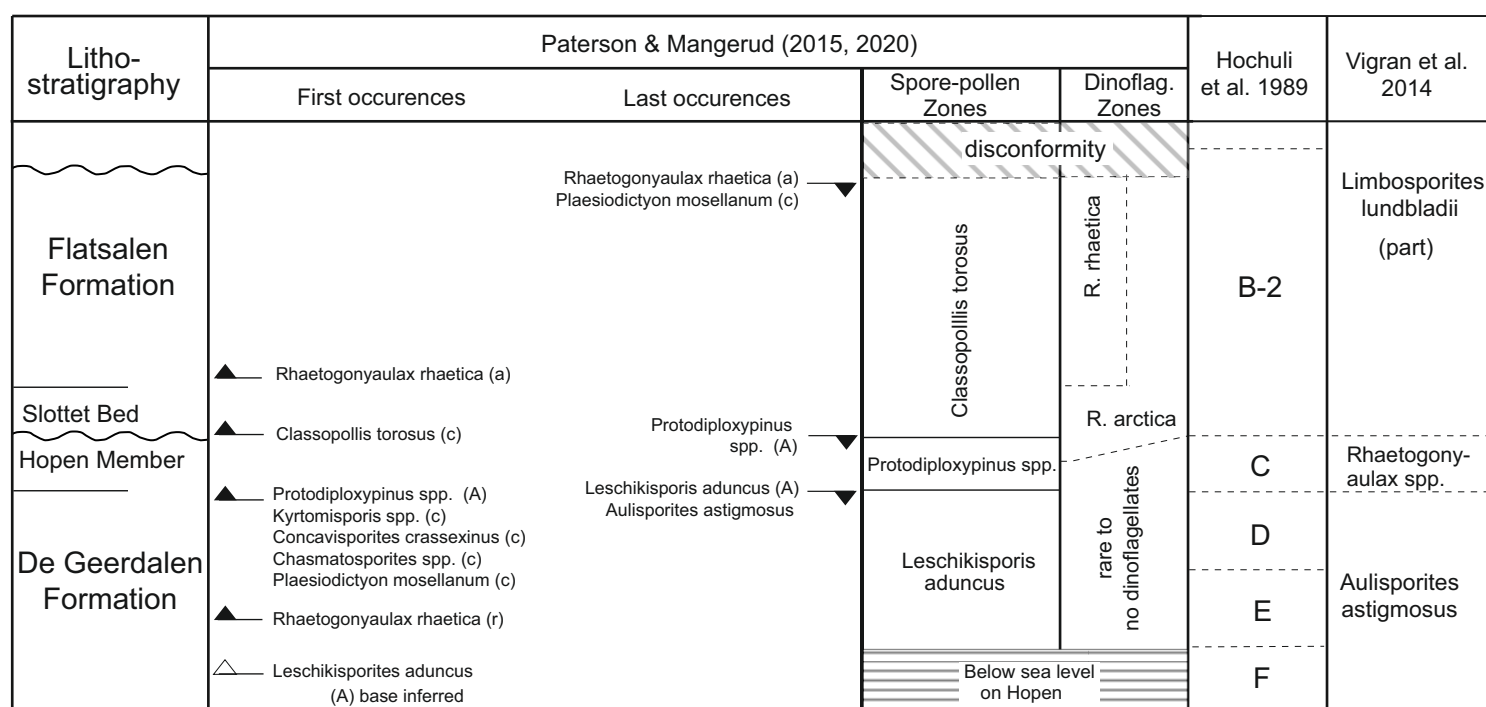 Litho-
stratigraphy
Paterson & Mangerud (2015, 2020)
First occurences
Last occurences
Spore-pollen
Zones
Dinoflag.
Zones
Hochuli
et al. 1989
Vigran et al.
2014
Flatsalen
Formation
Slottet Bed
Hopen Member
De Geerdalen
Formation
Rhaetogonyaulax rhaetica (a)
Classopollis torosus (c)
Protodiploxypinus spp. (A)
Kyrtomisporis spp. (c)
Concavisporites crassexinus (c)
Chasmatosporites spp. (c)
Plaesiodictyon mosellanum (c)
Rhaetogonyaulax rhaetica (r)
Leschikisporites aduncus
(A) base inferred
Rhaetogonyaulax rhaetica (a)
Plaesiodictyon mosellanum (c)
Protodiploxypinus
spp. (A)
Leschikisporis aduncus (A)
Aulisporites astigmosus
disconformity
Classopolllis torosus
Protodiploxypinus spp.
Leschikisporis
aduncus
Below sea level
on Hopen
R. rhaetica
R. arctica
rare to
no dinoflagellates
B-2
C
D
E
F
Limbosporites
lundbladii
(part)
Rhaetogony-
aulax spp.
Aulisporites
astigmosus